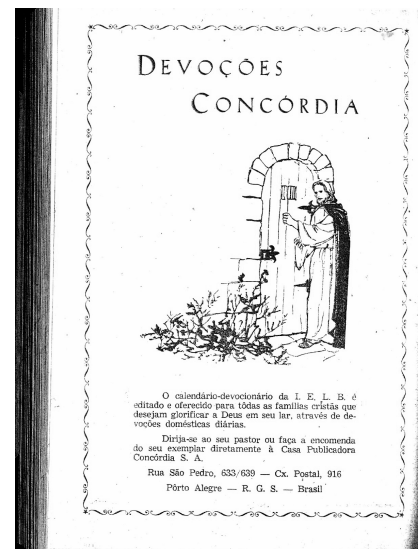 DEVOÇÕES
CONCÓRDIA
O calendário-devocionário da I. E. L. B. é
editado e oferecido para tôdas as famílias cristãs que
desejam glorificar a Deus em seu lar, através de de-
voções domésticas diárias.
Dirija-se ao seu pastor ou faça a encomenda
do seu exemplar diretamente à Casa Publicadora
Concórdia S. A.
Rua São Pedro, 633/639 — Cx. Postal, 916
Pôrto Alegre — R. G. S. — Brasil